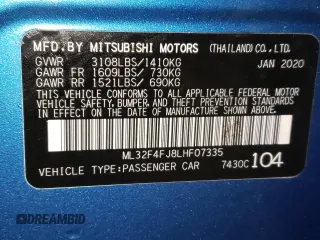 MFD.BY MITSUBISHI MOTORS (THAILAND)CO.,LTD.
GVWR 3108LBS/1410KG JAN 2020
GAWR FR 1609LBS/ 730KG
GAWR RR 1521LBS/ 690KG
THIS VEHICLE CONFORMS TO ALL APPLICABLE FEDERAL
MOTOR VEHICLE SAFETY, BUMPER AND THEFT PREVENTION
STANDARDS IN EFFECT ON THE DATE OF MANUFACTURE
SHOWN ABOVE.
ML32F4FJ8LHF07335
VEHICLE TYPE:PASSENGER CAR 7430C 104
© DREAMBID
AUTOASTAT.COM